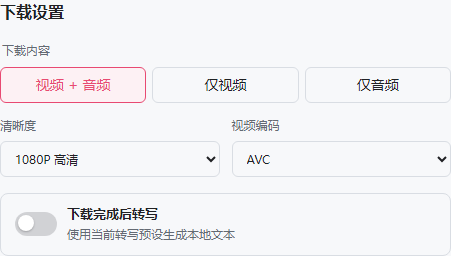 下载设置
下载内容
视频 + 音频
仅视频
仅音频
清晰度
视频编码
1080P 高清
AVC
下载完成后转写
使用当前转写预设生成本地文本